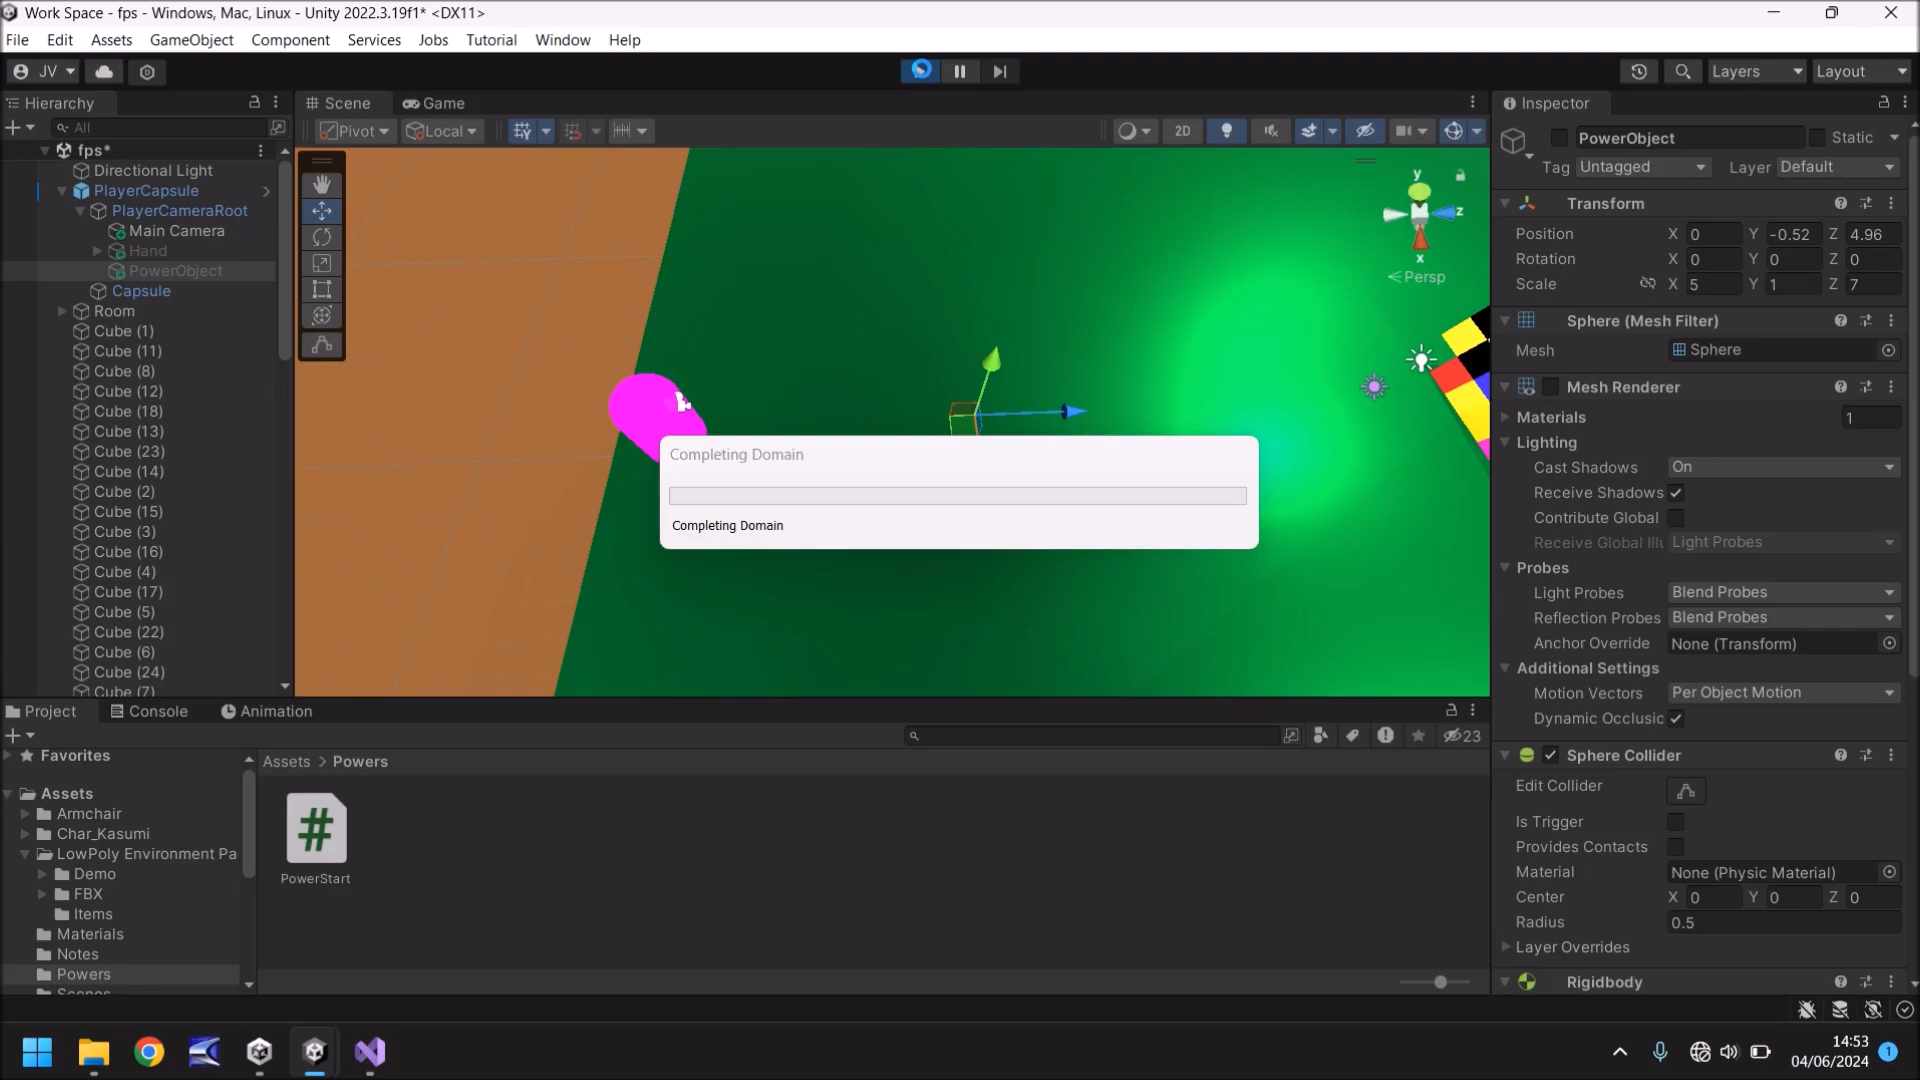 Work Space - fps - Windows, Mac, Linux - Unity 2022.3.19f1* <DX11>
File Edit Assets GameObject Component Services Jobs Tutorial Window Help
JV Layers Layout
Hierarchy Scene Game Inspector
All Pivot Local 2D
PowerObject Static
Tag Untagged Layer Default
fps*
Directional Light
PlayerCapsule
PlayerCameraRoot
Main Camera
Hand
PowerObject
Capsule
Room
Cube (1)
Cube (11)
Cube (8)
Cube (12)
Cube (18)
Cube (13)
Cube (23)
Cube (14)
Cube (2)
Cube (15)
Cube (3)
Cube (16)
Cube (4)
Cube (17)
Cube (5)
Cube (22)
Cube (6)
Cube (24)
Cube (7)
y
z
x
Persp
Completing Domain
Completing Domain
Transform
Position X 0 Y -0.52 Z 4.96
Rotation X 0 Y 0 Z 0
Scale X 5 Y 1 Z 7
Sphere (Mesh Filter)
Mesh Sphere
Mesh Renderer
Materials 1
Lighting
Cast Shadows On
Receive Shadows
Contribute Global
Receive Global Illu Light Probes
Probes
Light Probes Blend Probes
Reflection Probes Blend Probes
Anchor Override None (Transform)
Additional Settings
Motion Vectors Per Object Motion
Dynamic Occlusic
Sphere Collider
Edit Collider
Is Trigger
Provides Contacts
Material None (Physic Material)
Center X 0 Y 0 Z 0
Radius 0.5
Layer Overrides
Rigidbody
Project Console Animation
23
Favorites
Assets
Armchair
Char_Kasumi
LowPoly Environment Pa
Demo
FBX
Items
Materials
Notes
Powers
Scenes
Assets > Powers
#
PowerStart
14:53
04/06/2024
1